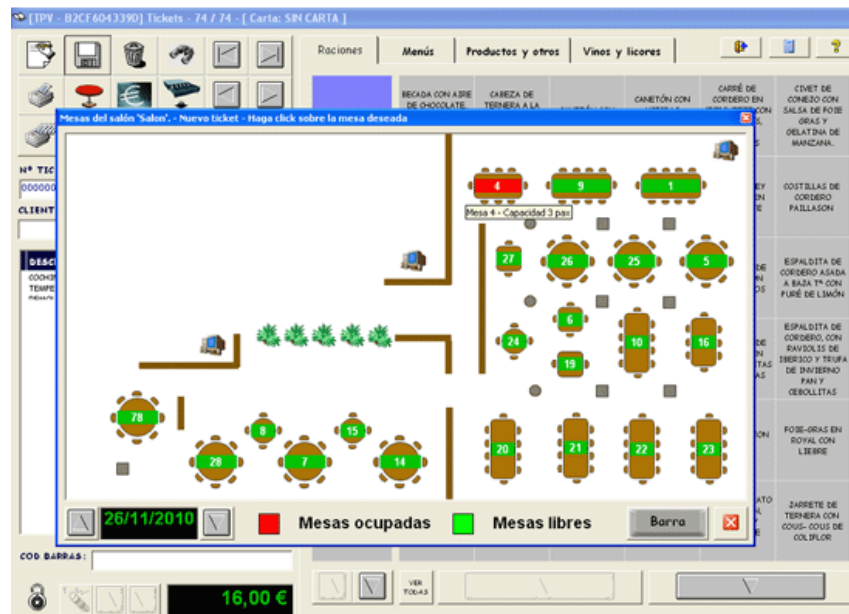 [TPV - B2CF6043390] Tickets - 74 / 74 - [ Carta: SIN CARTA ]
Raciones
Menús
Productos y otros
Vinos y licores
BECADA CON AIRE
DE CHOCOLATE.
CABEZA DE
TERNERA A LA
CANETÓN CON
CARRÉ DE
CORDERO EN
CIVET DE
CONEJO CON
SALSA DE FOIE
GRAS Y
GELATINA DE
MANZANA.
Mesas del salón 'Salon'. - Nuevo ticket - Haga click sobre la mesa deseada
Nº TIC
CLIENT
DESC
COCHI
TEMPE
4
9
1
Mesa 4 - Capacidad 3 pax
27
26
25
5
6
24
10
16
19
78
8
15
28
7
14
20
21
22
23
COSTILLAS DE
CORDERO
PAILLASON
ESPALDITA DE
CORDERO ASADA
A BAJA Tª CON
PURÉ DE LIMÓN
ESPALDITA DE
CORDERO, CON
RAVIOLIS DE
IBERICO Y TRUFA
DE INVIERNO
PAN Y
CEBOLLITAS
FOIE-GRAS EN
ROYAL CON
LIEBRE
JARRETE DE
TERNERA CON
COUS- COUS DE
COLIFLOR
26/11/2010
Mesas ocupadas
Mesas libres
Barra
COD BARRAS:
16,00 €
VER
TODAS